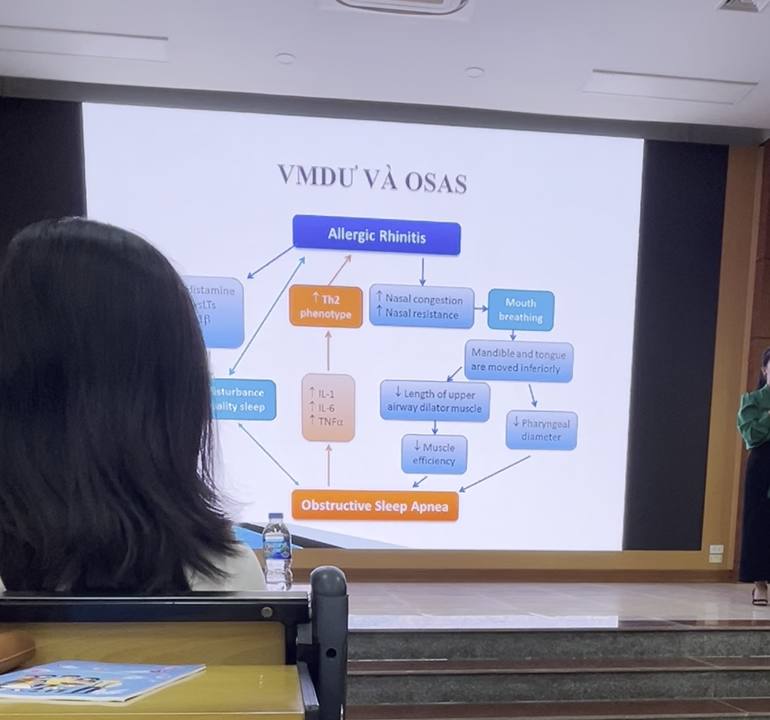 VMDƯ VÀ OSAS
Allergic Rhinitis
↑ Th2
phenotype
↑ Nasal congestion
↑ Nasal resistance
Mouth
breathing
Mandible and tongue
are moved inferiorly
↓ Length of upper
airway dilator muscle
↓ Pharyngeal
diameter
↓ Muscle
efficiency
↑ IL-1
↑ IL-6
↑ TNFα
sleep
Obstructive Sleep Apnea